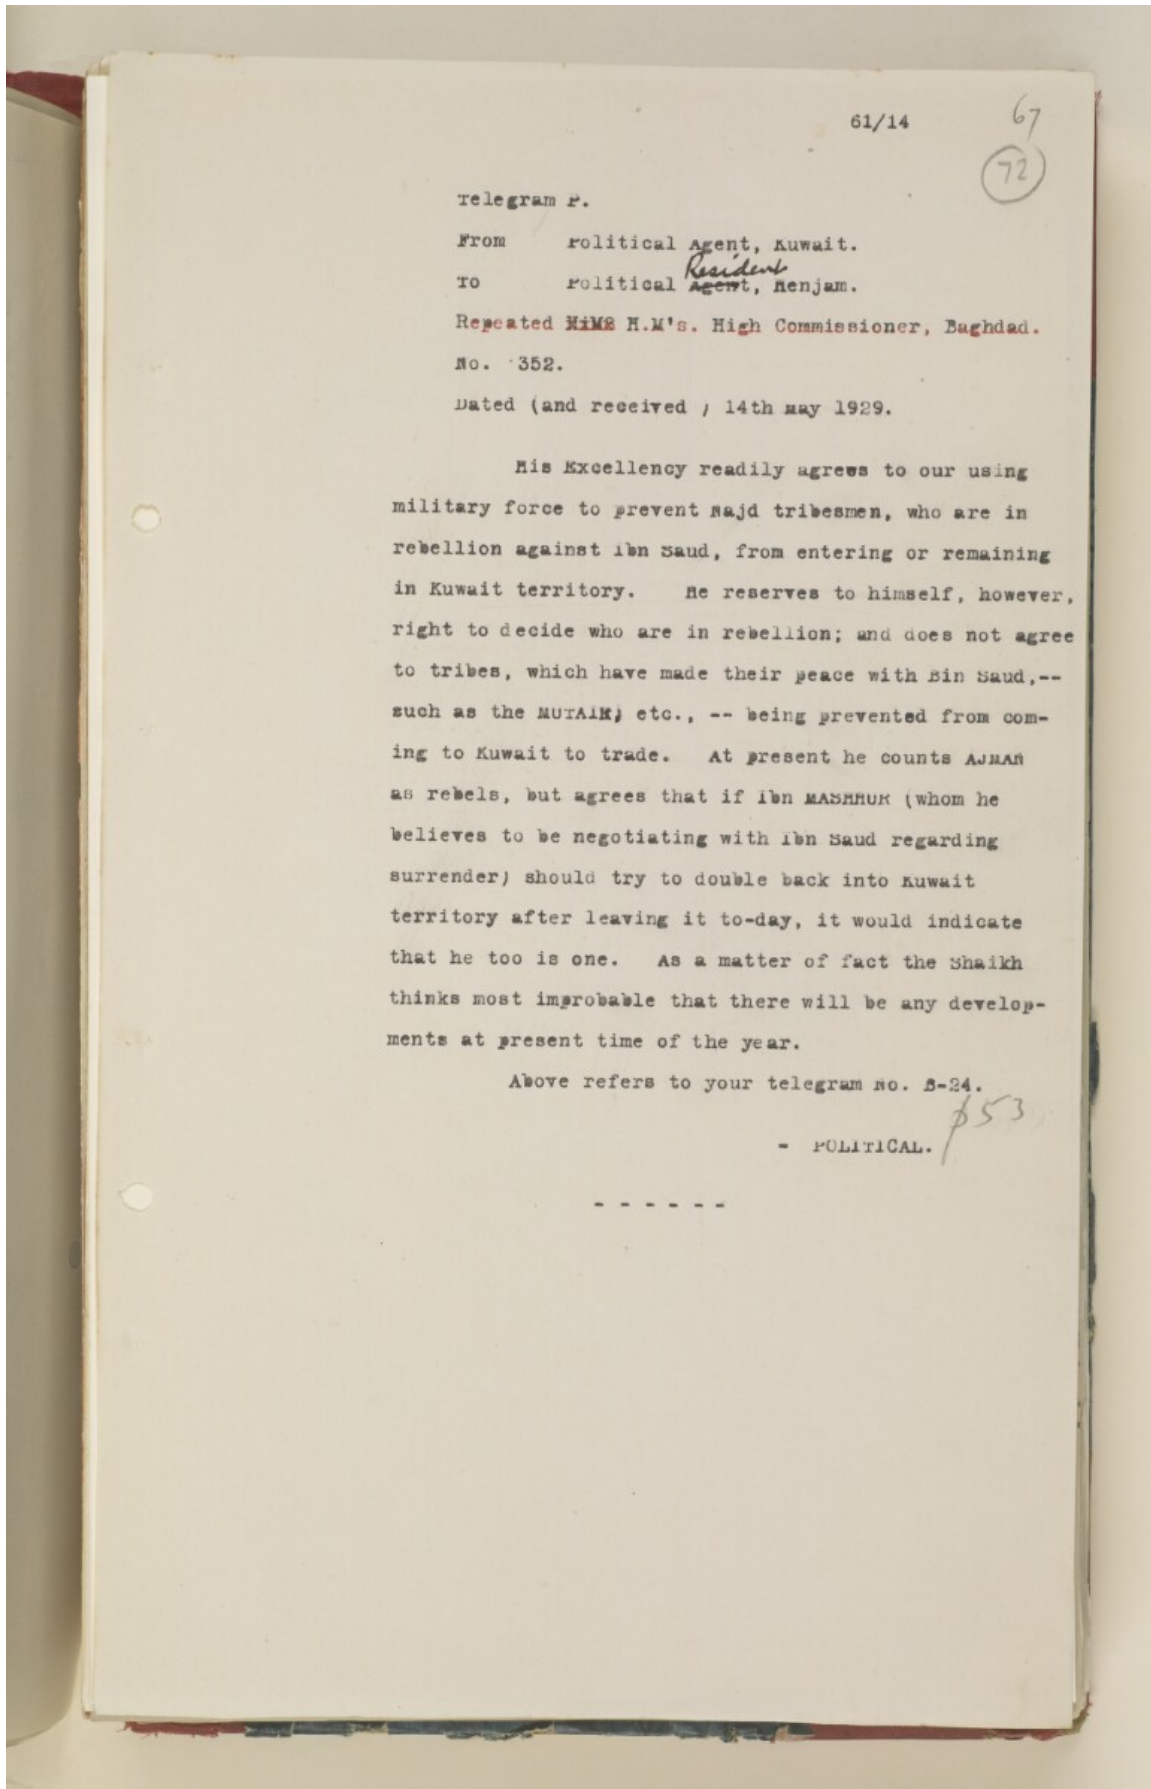 61/14
67
72
Telegram P.
From Political Agent, Kuwait.
Resident
To Political Agent, Henjam.
Repeated H.M's. High Commissioner, Baghdad.
No. 352.
Dated (and received ) 14th May 1929.
His Excellency readily agrees to our using
military force to prevent Najd tribesmen, who are in
rebellion against Ibn Saud, from entering or remaining
in Kuwait territory. He reserves to himself, however,
right to decide who are in rebellion; and does not agree
to tribes, which have made their peace with Bin Saud,--
such as the MUTAIR, etc., -- being prevented from com-
ing to Kuwait to trade. At present he counts AJMAN
as rebels, but agrees that if Ibn MASHHUR (whom he
believes to be negotiating with Ibn Saud regarding
surrender) should try to double back into Kuwait
territory after leaving it to-day, it would indicate
that he too is one. As a matter of fact the Shaikh
thinks most improbable that there will be any develop-
ments at present time of the year.
Above refers to your telegram No. S-24.
p53
- POLITICAL.
- - - - - -